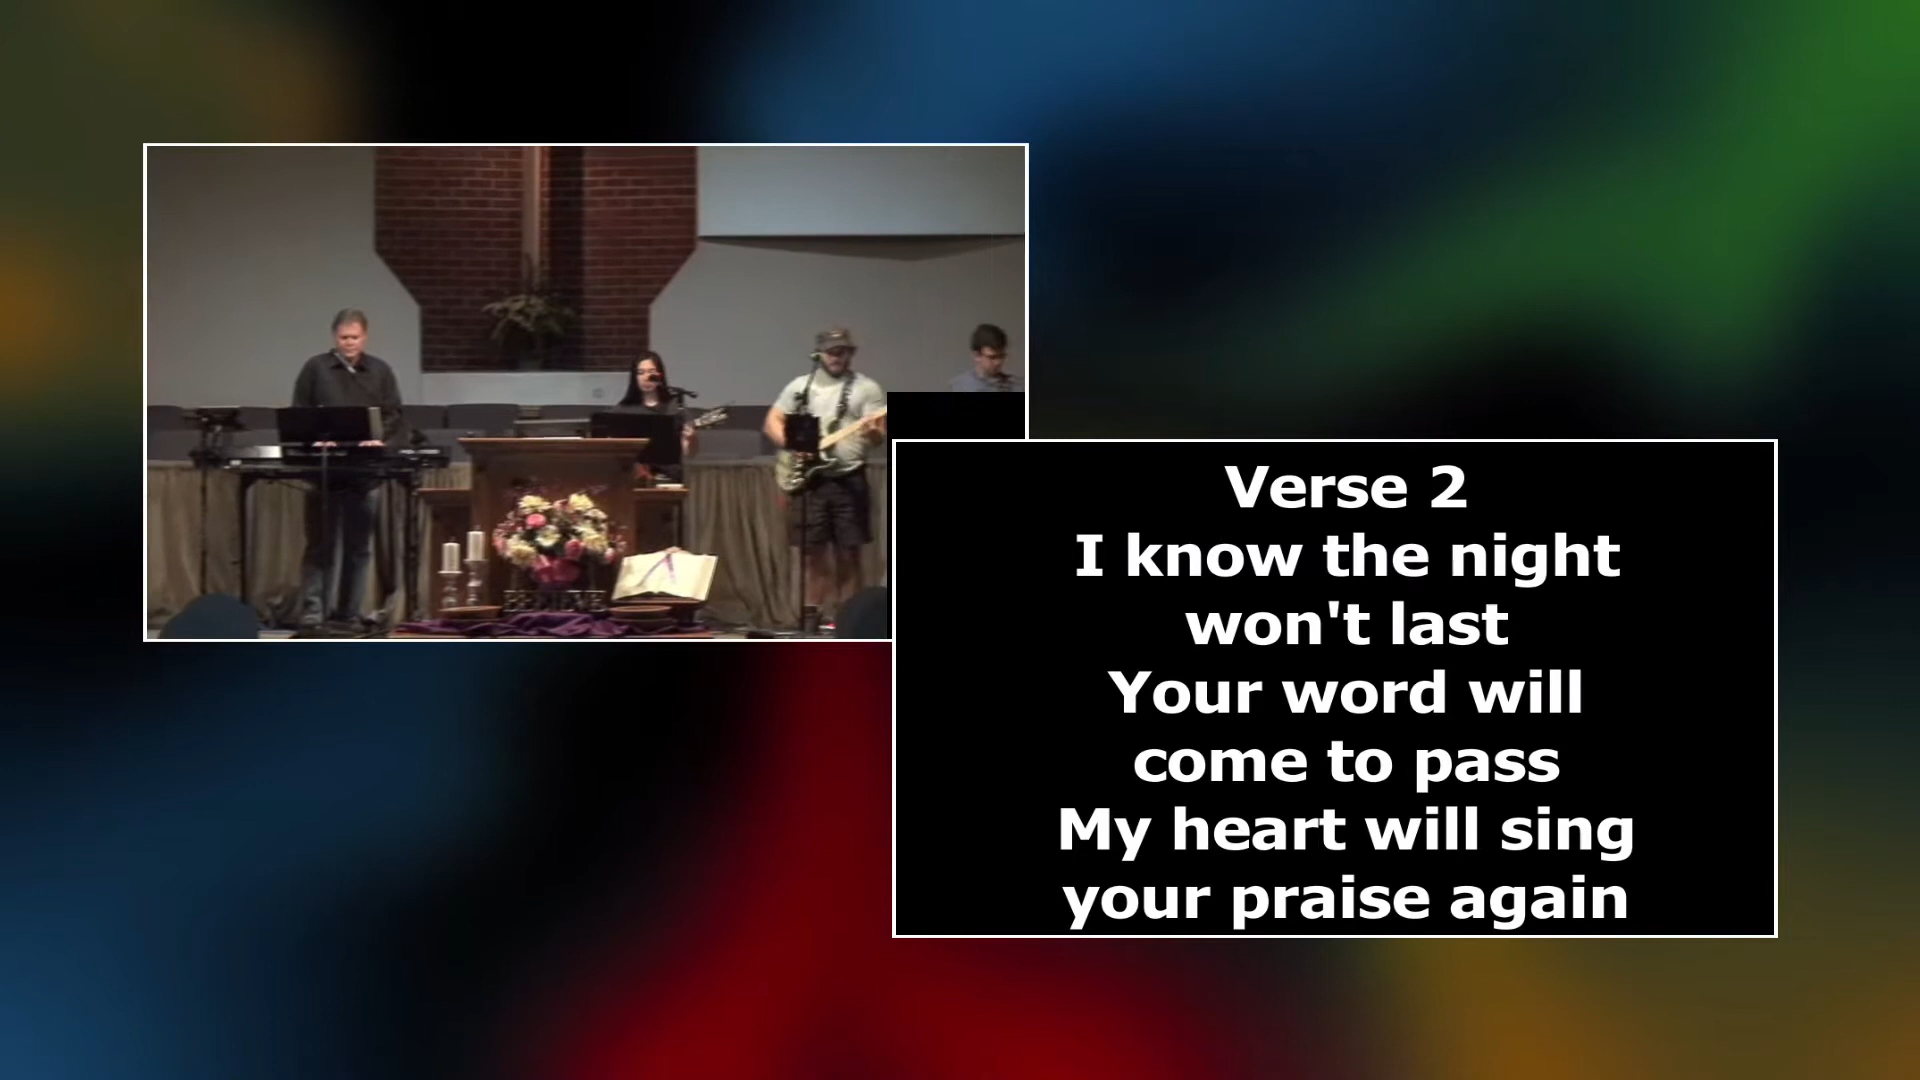 BELIEVE
Verse 2
I know the night
won't last
Your word will
come to pass
My heart will sing
your praise again